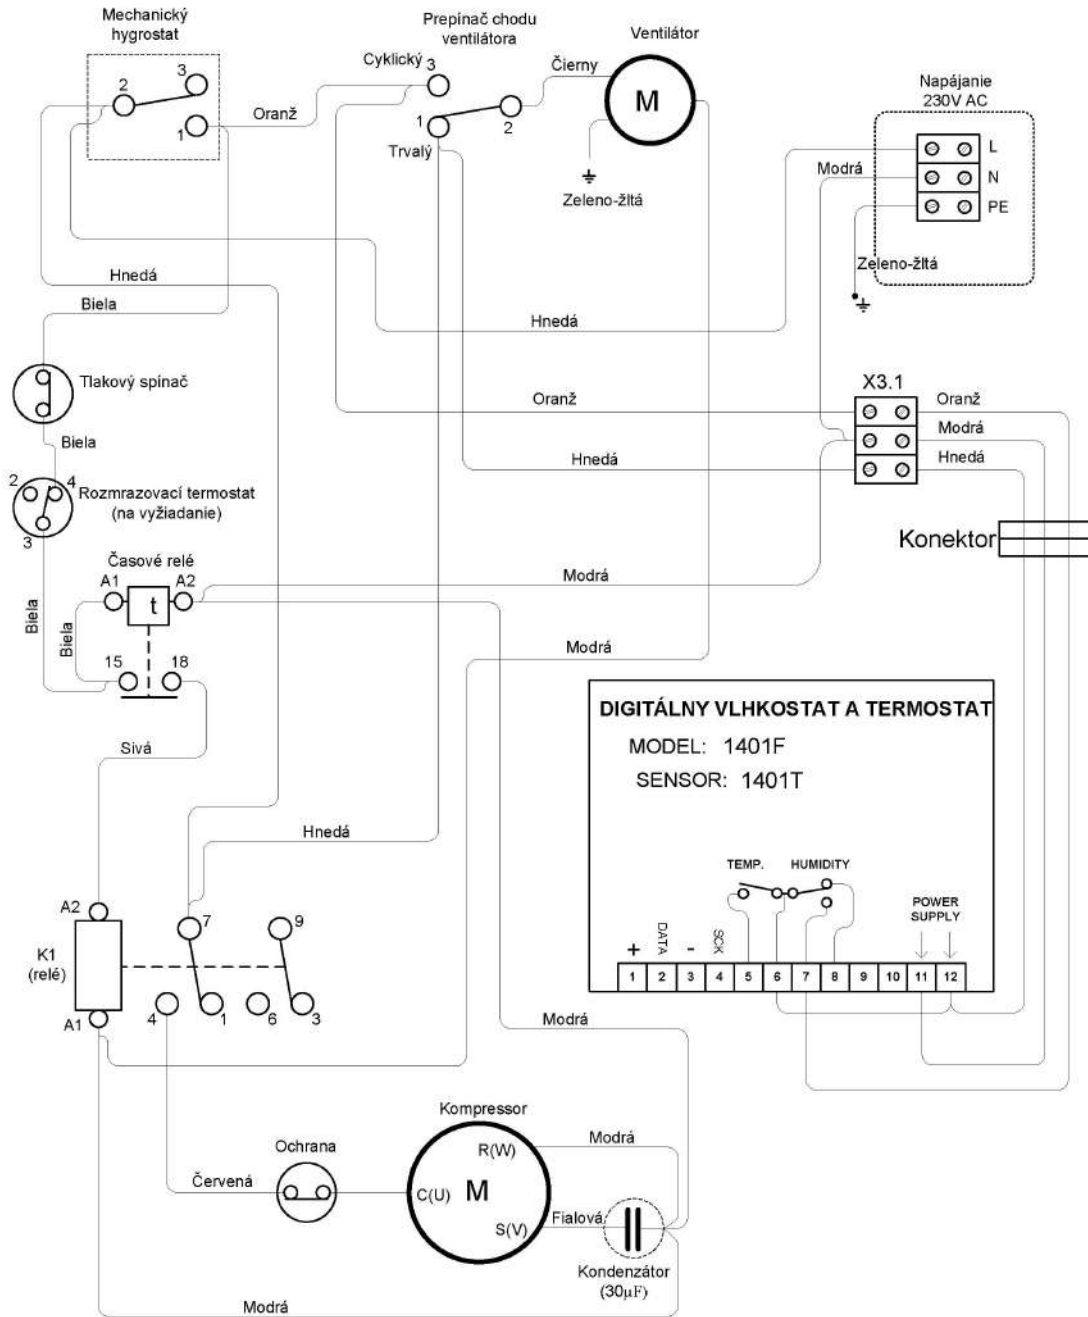 Mechanický
hygrostat
Prepínač chodu
ventilátora
Ventilátor
Cyklický 3
Čierny
Napájanie
230V AC
3
2
1
Oranž
M
1
2
Trvalý
L
Modrá
N
PE
Zeleno-žltá
Zeleno-žltá
Hnedá
Biela
Hnedá
Tlakový spínač
X3.1
Oranž
Oranž
Modrá
Biela
Hnedá
Hnedá
2
4
Rozmrazovací termostat
(na vyžiadanie)
3
Konektor
Časové relé
A1
A2
t
Modrá
Biela
Biela
Modrá
15
18
Sivá
DIGITÁLNY VLHKOSTAT A TERMOSTAT
MODEL: 1401F
SENSOR: 1401T
Hnedá
TEMP. HUMIDITY
POWER
SUPPLY
+
DATA
-
SCK
1 2 3 4 5 6 7 8 9 10 11 12
A2
7
9
K1
(relé)
4
1
6
3
A1
Modrá
Kompressor
Ochrana
R(W)
Modrá
Červená
C(U)
M
S(V)
Fialová
Kondenzátor
(30µF)
Modrá